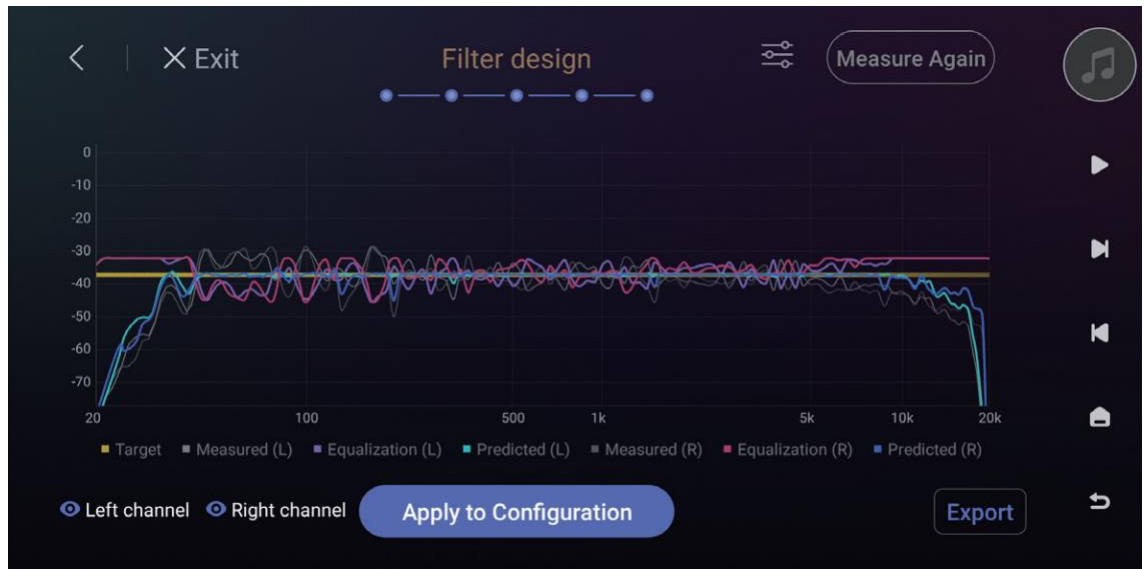 Exit
Filter design
Measure Again
0
-10
-20
-30
-40
-50
-60
-70
20 100 500 1k 5k 10k 20k
Target Measured (L) Equalization (L) Predicted (L) Measured (R) Equalization (R) Predicted (R)
Left channel Right channel Apply to Configuration Export